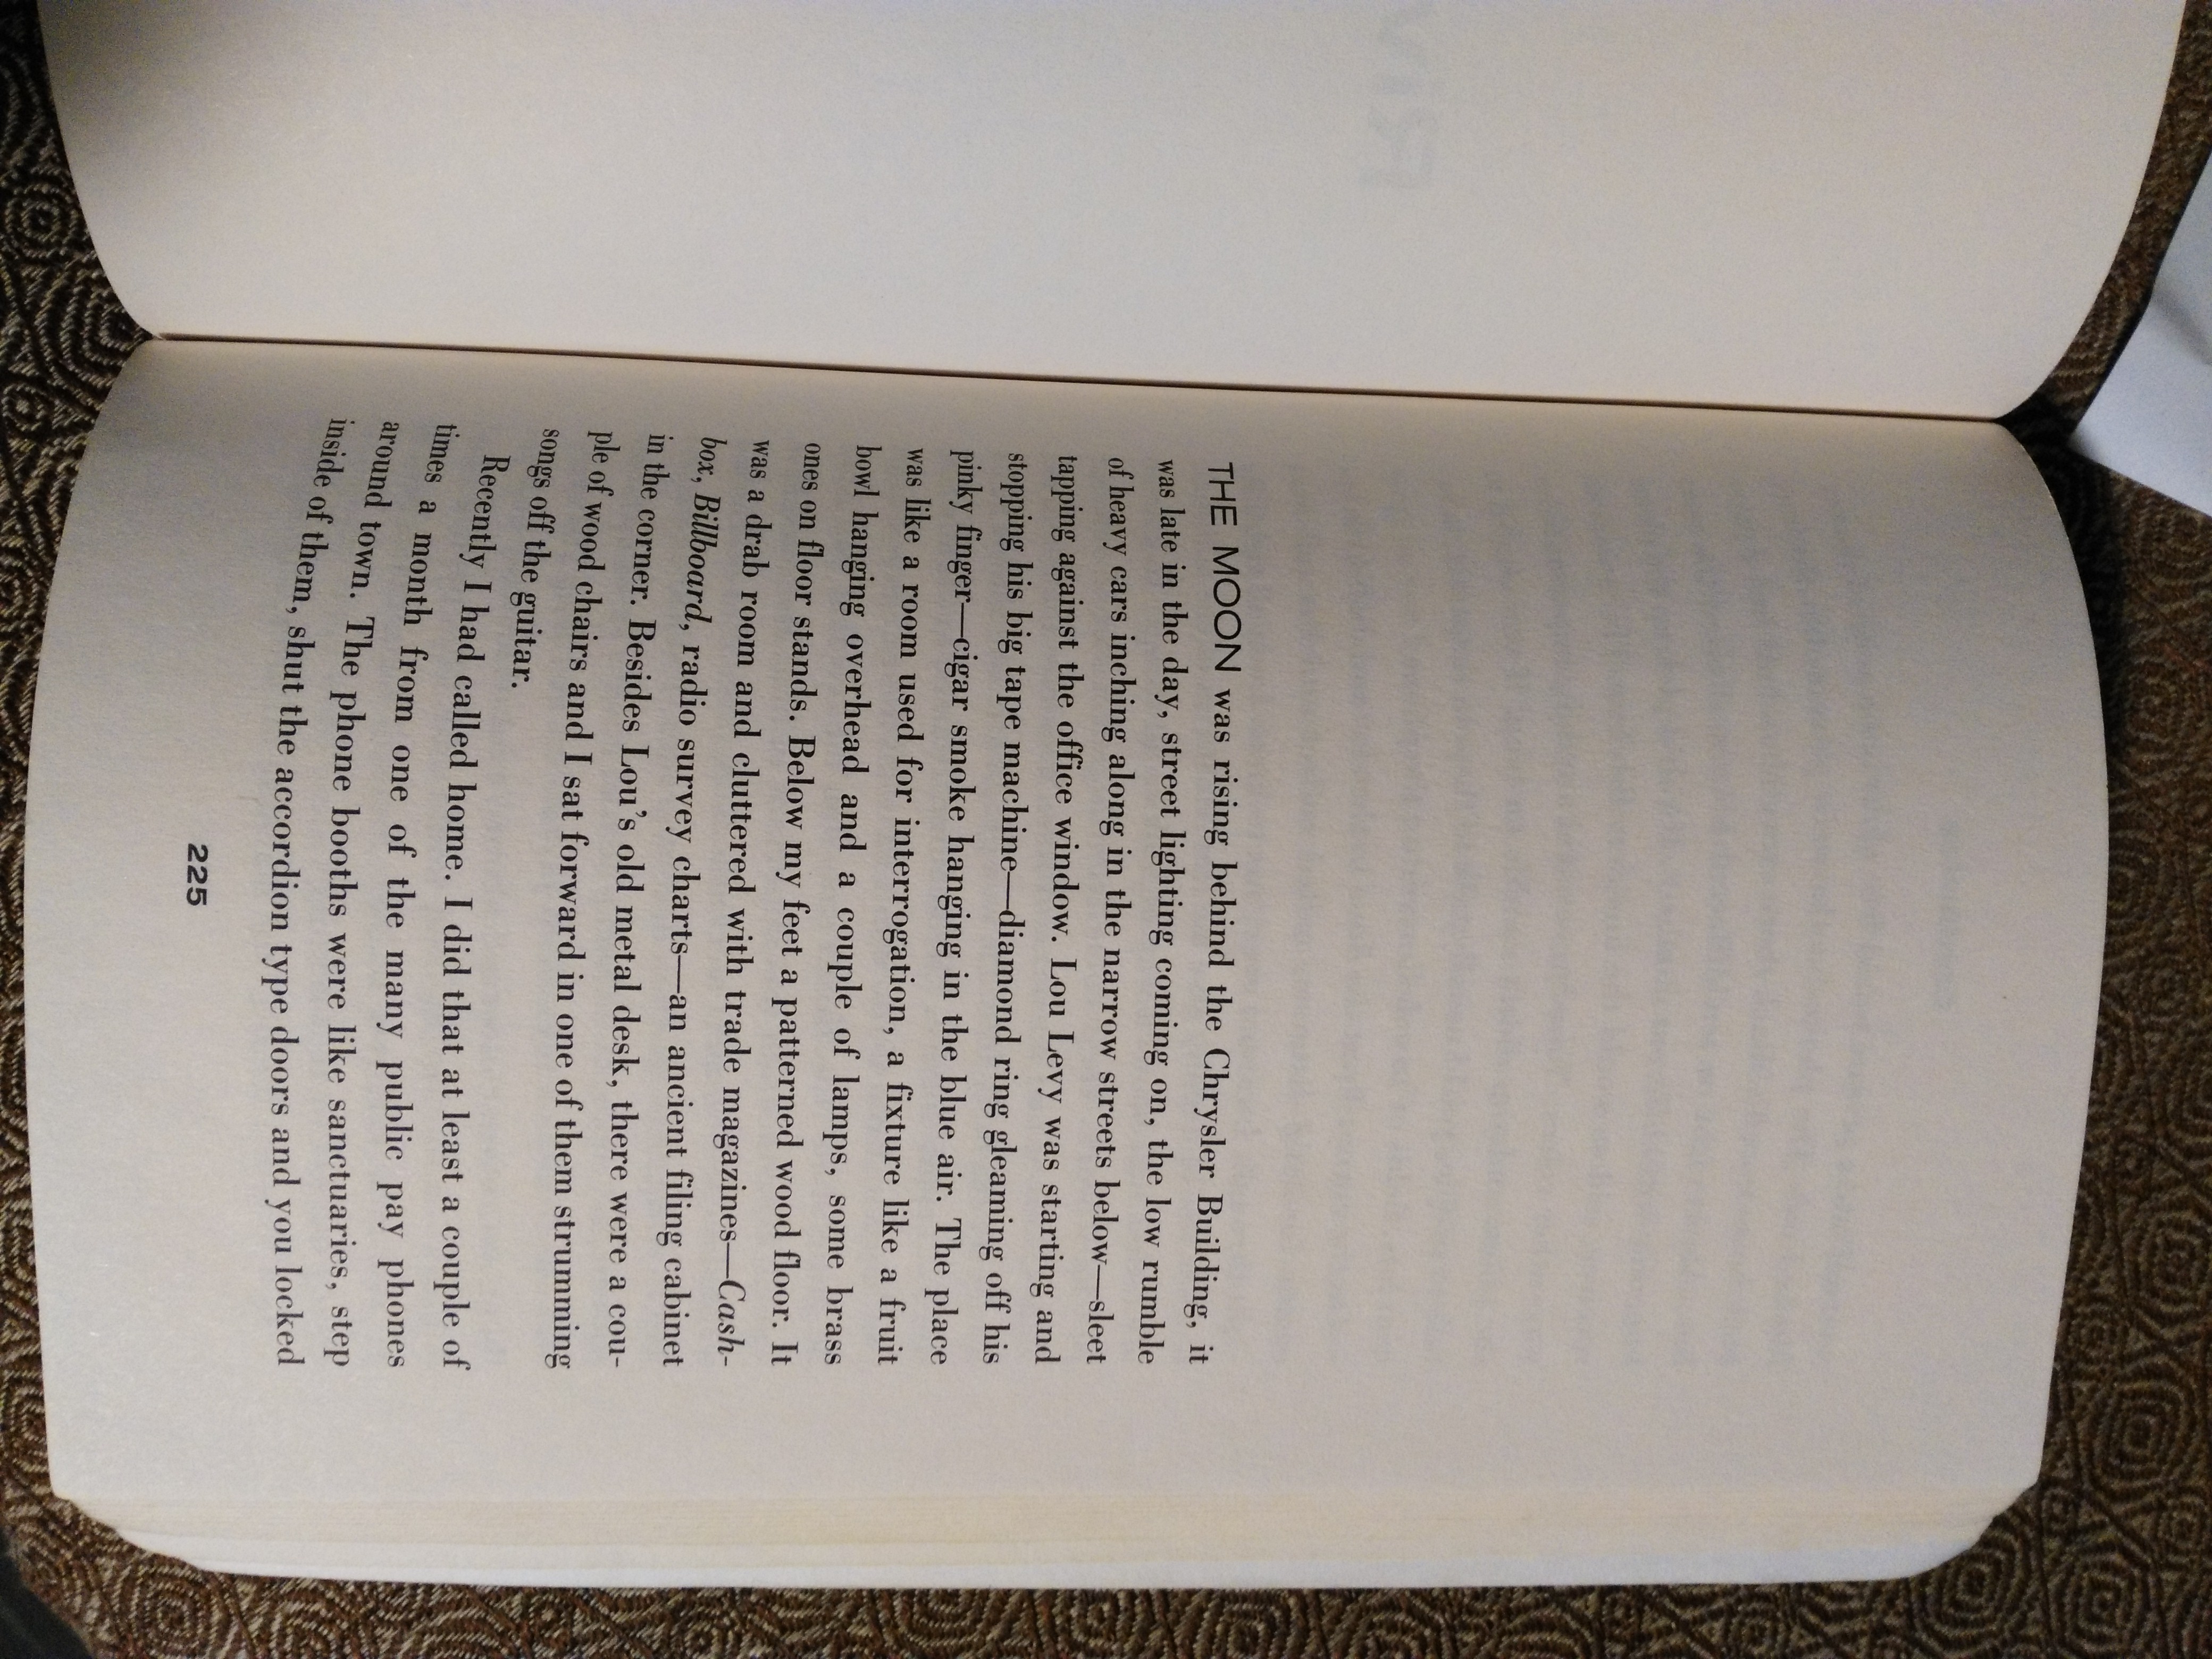 THE MOON was rising behind the Chrysler Building, it
was late in the day, street lighting coming on, the low rumble
of heavy cars inching along in the narrow streets below—sleet
tapping against the office window. Lou Levy was starting and
stopping his big tape machine—diamond ring gleaming off his
pinky finger—cigar smoke hanging in the blue air. The place
was like a room used for interrogation, a fixture like a fruit
bowl hanging overhead and a couple of lamps, some brass
ones on floor stands. Below my feet a patterned wood floor. It
was a drab room and cluttered with trade magazines—Cash-
box, Billboard, radio survey charts—an ancient filing cabinet
in the corner. Besides Lou's old metal desk, there were a cou-
ple of wood chairs and I sat forward in one of them strumming
songs off the guitar.
Recently I had called home. I did that at least a couple of
times a month from one of the many public pay phones
around town. The phone booths were like sanctuaries, step
inside of them, shut the accordion type doors and you locked
225